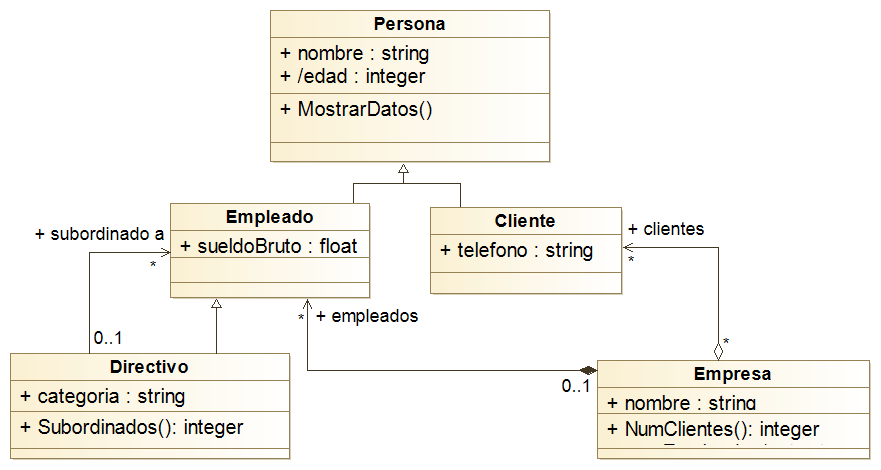 Persona
+ nombre : string
+ /edad : integer
+ MostrarDatos()
Empleado
+ sueldoBruto : float
Cliente
+ telefono : string
+ subordinado a
*
+ clientes
*
* + empleados
0..1
*
0..1
Directivo
+ categoria : string
+ Subordinados(): integer
Empresa
+ nombre : string
+ NumClientes(): integer